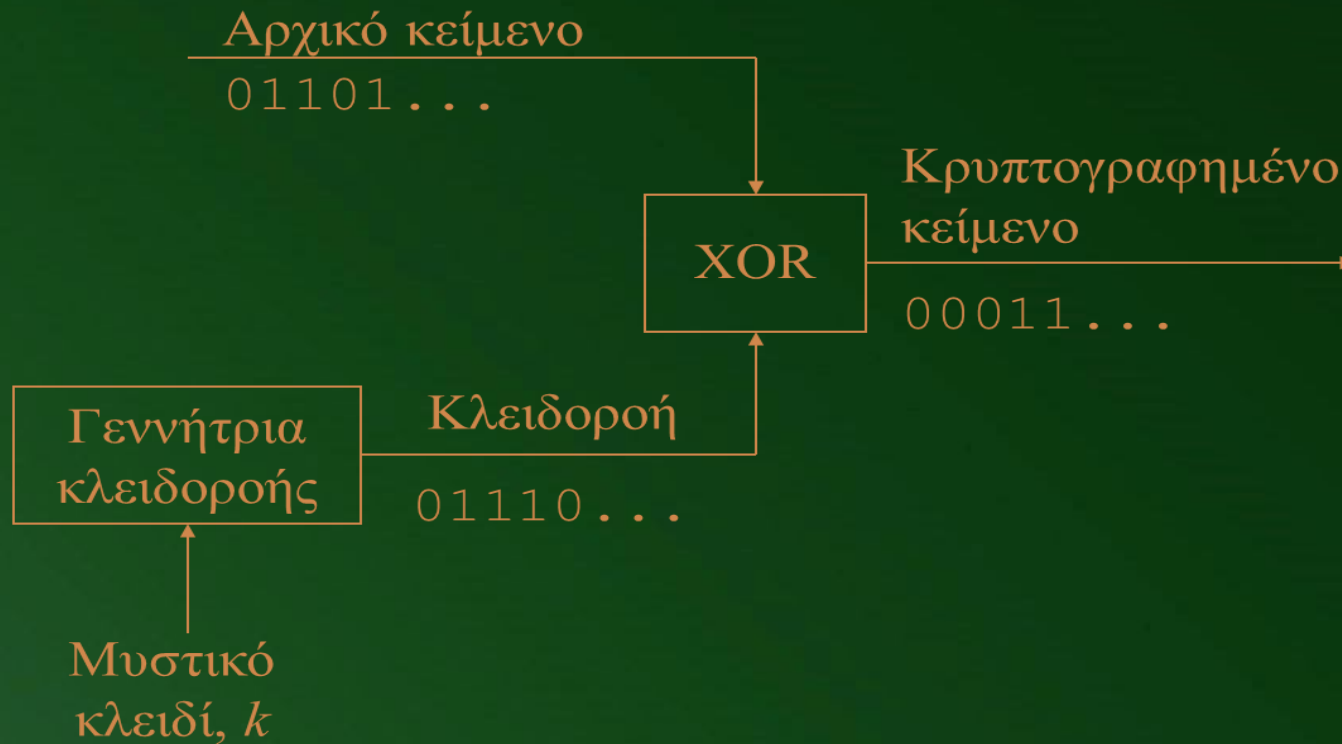 Αρχικό κείμενο
01101...
XOR
Κρυπτογραφημένο
κείμενο
00011...
Γεννήτρια
κλειδοροής
Κλειδοροή
01110...
Μυστικό
κλειδί, k